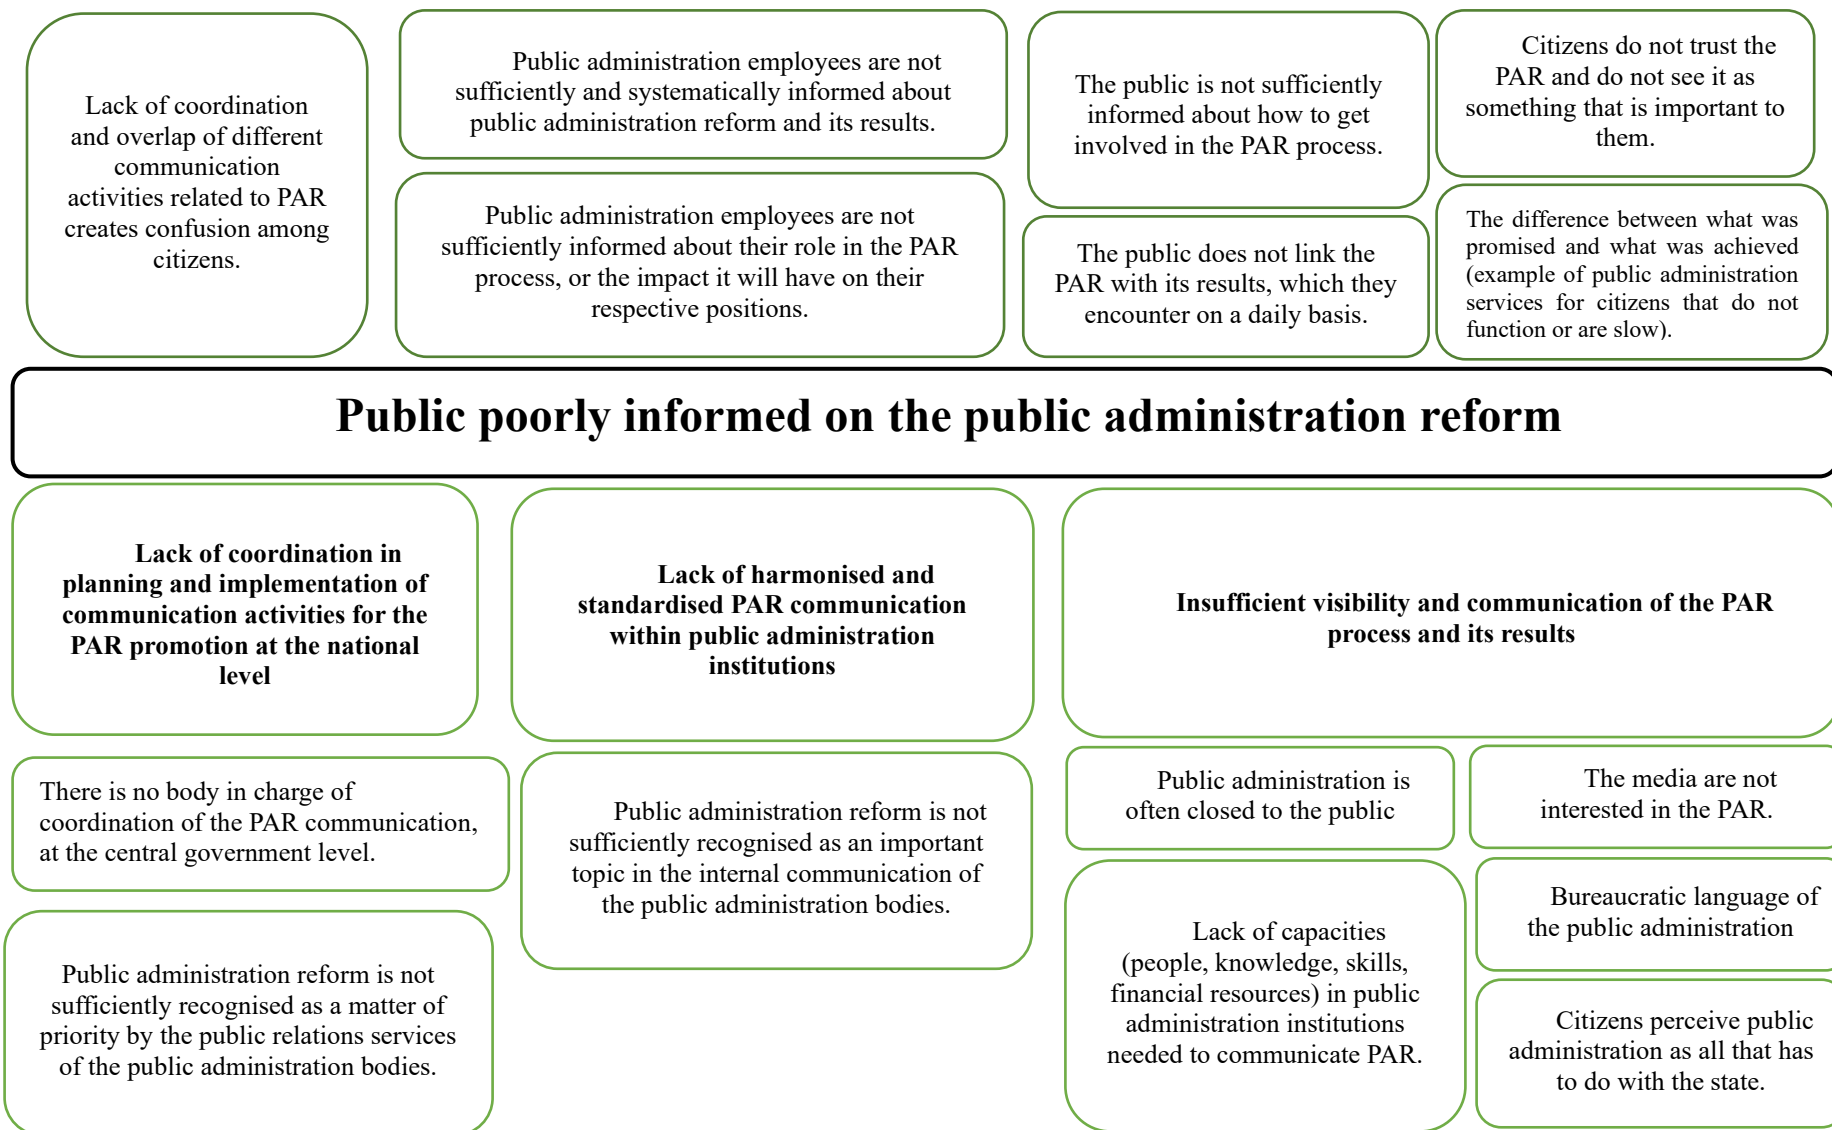 Lack of coordination
and overlap of different
communication
activities related to PAR
creates confusion among
citizens.
Public administration employees are not
sufficiently and systematically informed about
public administration reform and its results.
Public administration employees are not
sufficiently informed about their role in the PAR
process, or the impact it will have on their
respective positions.
The public is not sufficiently
informed about how to get
involved in the PAR process.
The public does not link the
PAR with its results, which they
encounter on a daily basis.
Citizens do not trust the
PAR and do not see it as
something that is important to
them.
The difference between what was
promised and what was achieved
(example of public administration
services for citizens that do not
function or are slow).
Public poorly informed on the public administration reform
Lack of coordination in
planning and implementation of
communication activities for the
PAR promotion at the national
level
Lack of harmonised and
standardised PAR communication
within public administration
institutions
Insufficient visibility and communication of the PAR
process and its results
There is no body in charge of
coordination of the PAR communication,
at the central government level.
Public administration reform is not
sufficiently recognised as a matter of
priority by the public relations services
of the public administration bodies.
Public administration reform is not
sufficiently recognised as an important
topic in the internal communication of
the public administration bodies.
Public administration is
often closed to the public
Lack of capacities
(people, knowledge, skills,
financial resources) in public
administration institutions
needed to communicate PAR.
The media are not
interested in the PAR.
Bureaucratic language of
the public administration
Citizens perceive public
administration as all that has
to do with the state.